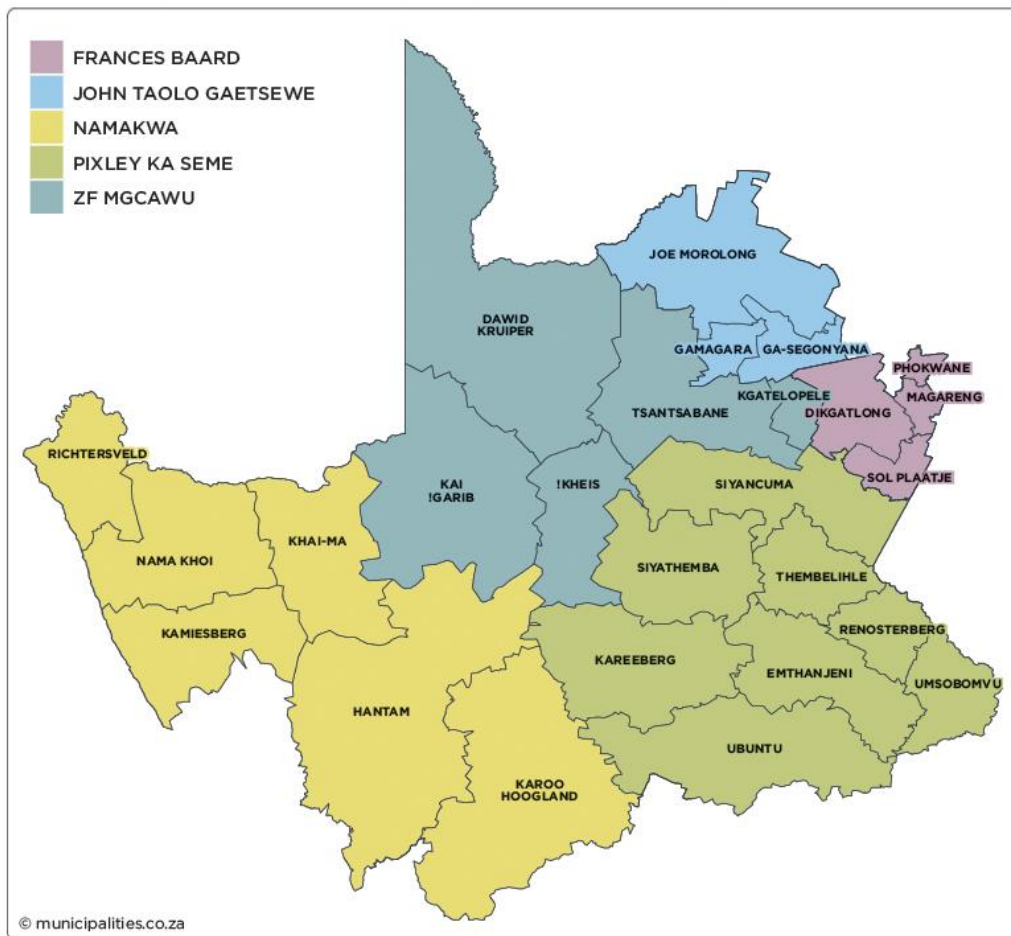 FRANCES BAARD
JOHN TAOLO GAETSEWE
NAMAKWA
PIXLEY KA SEME
ZF MGCAWU
JOE MOROLONG
DAWID
KRUIPER
GAMAGARA
GA-SEGONYANA
PHOKWANE
KGATELOPELE
MAGARENG
TSANTSABANE
DIKGATLONG
RICHTERSVELD
SOL PLAATJE
KAI
!GARIB
!KHEIS
SIYANCUMA
KHAI-MA
NAMA KHOI
SIYATHEMBA
THEMBELIHLE
KAMIESBERG
RENOSTERBERG
KAREEBERG
EMTHANJENI
UMSOBOMVU
HANTAM
UBUNTU
KAROO
HOOGLAND
© municipalities.co.za